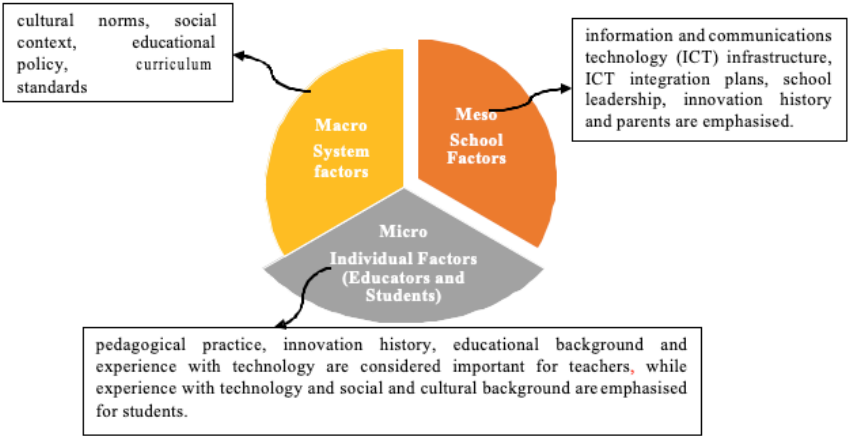 cultural norms, social
context, educational
policy, curriculum
standards
information and communications
technology (ICT) infrastructure,
ICT integration plans, school
leadership, innovation history
and parents are emphasised.
Macro
System
factors
Meso
School
Factors
Micro
Individual Factors
(Educators and
Students)
pedagogical practice, innovation history, educational background and
experience with technology are considered important for teachers, while
experience with technology and social and cultural background are emphasised
for students.